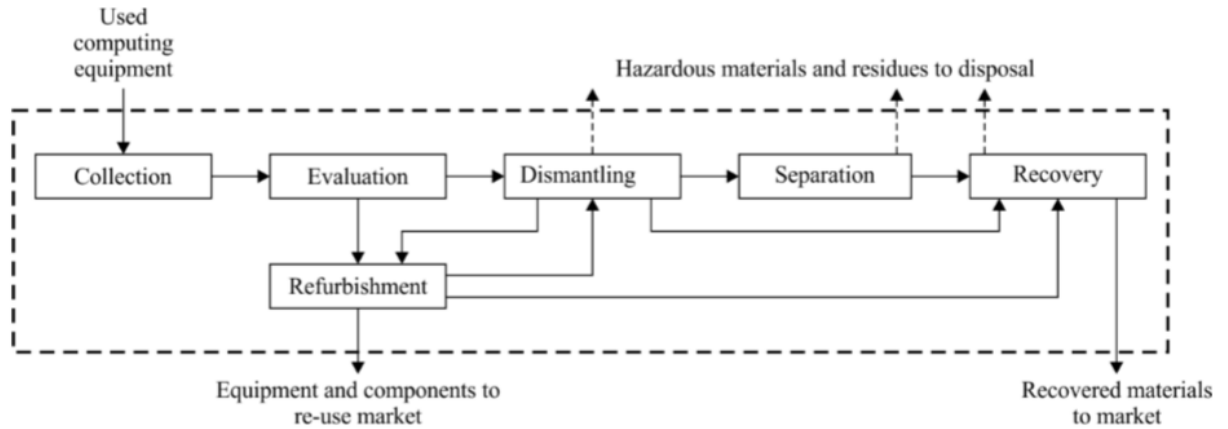 Used
computing
equipment
Hazardous materials and residues to disposal
Collection
Evaluation
Dismantling
Separation
Recovery
Refurbishment
Equipment and components to
re-use market
Recovered materials
to market